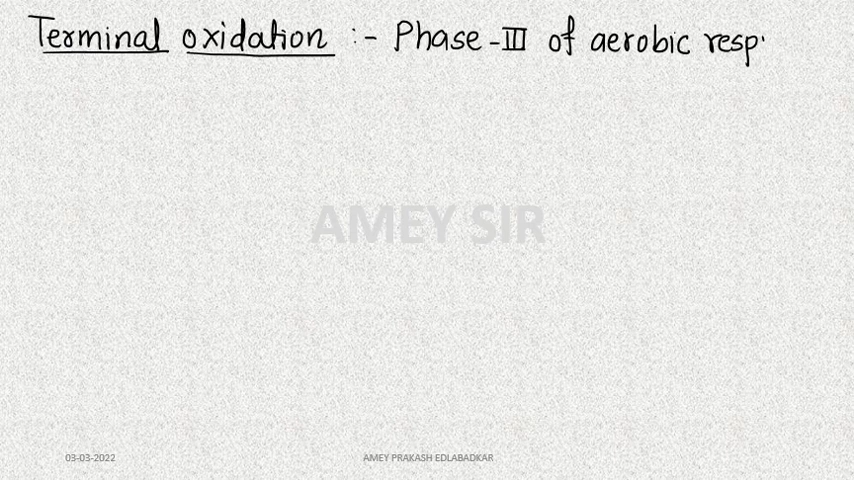 Terminal oxidation :- Phase-III of aerobic resp.
AMEY SIR
03-03-2022
AMEY PRAKASH EDLABADKAR